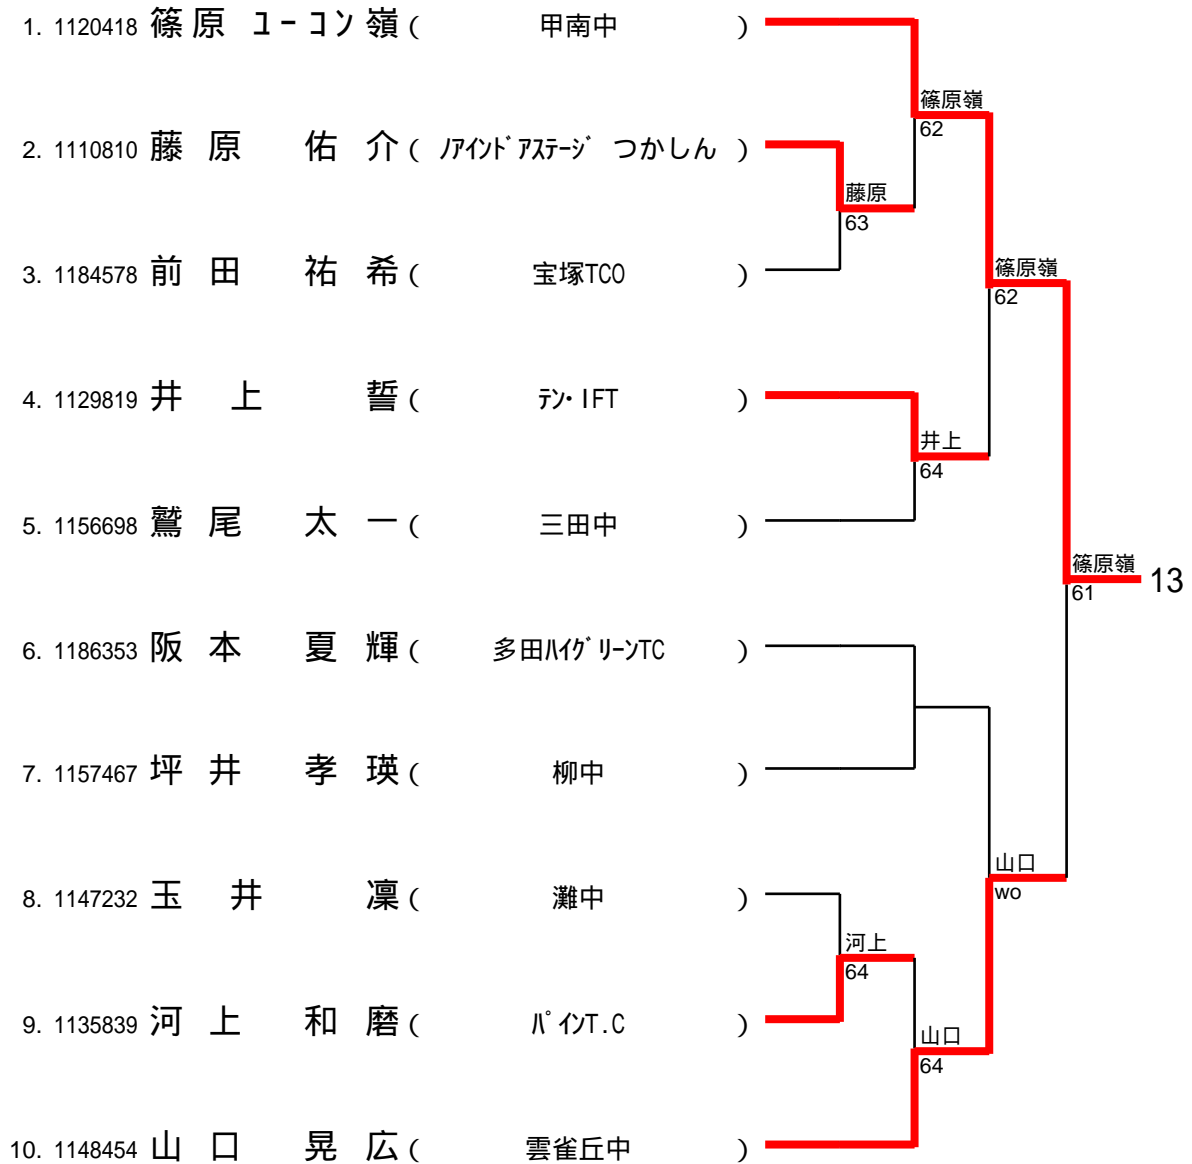 1. 1120418 篠原 ユーコン嶺 ( 甲南中 )
篠原嶺
62
2. 1110810 藤原 佑介 ( ﾉｱｲﾝﾄﾞｱｽﾃｰｼﾞ つかしん )
藤原
63
3. 1184578 前田 祐希 ( 宝塚TCO )
篠原嶺
62
4. 1129819 井上 誓 ( ﾃﾝ･IFT )
井上
64
5. 1156698 鷲尾 太一 ( 三田中 )
篠原嶺
61
13
6. 1186353 阪本 夏輝 ( 多田ﾊｲｸﾞﾘｰﾝTC )
7. 1157467 坪井 孝瑛 ( 柳中 )
山口
wo
8. 1147232 玉井 凜 ( 灘中 )
河上
64
9. 1135839 河上 和磨 ( ﾊﾟｲﾝT.C )
山口
64
10. 1148454 山口 晃広 ( 雲雀丘中 )